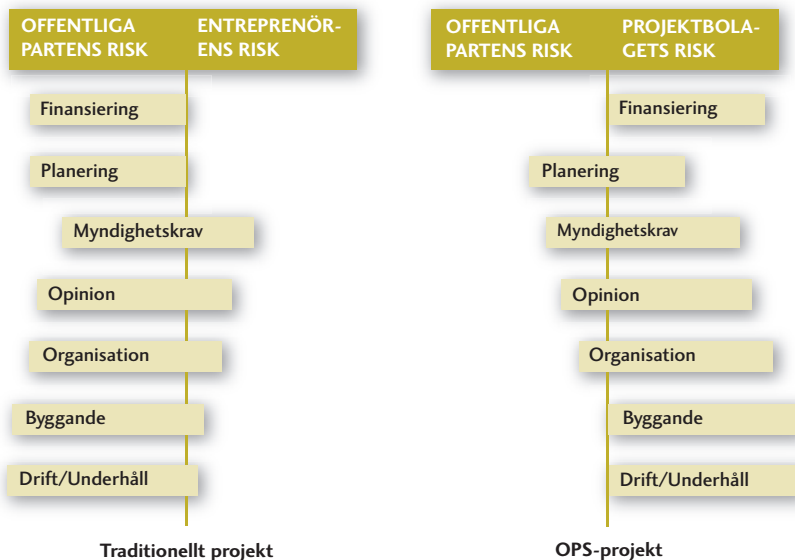 OFFENTLIGA
PARTENS RISK
ENTREPRENÖR-
ENS RISK
Finansiering
Planering
Myndighetskrav
Opinion
Organisation
Byggande
Drift/Underhåll
Traditionellt projekt
OFFENTLIGA
PARTENS RISK
PROJEKTBOLA-
GETS RISK
Finansiering
Planering
Myndighetskrav
Opinion
Organisation
Byggande
Drift/Underhåll
OPS-projekt